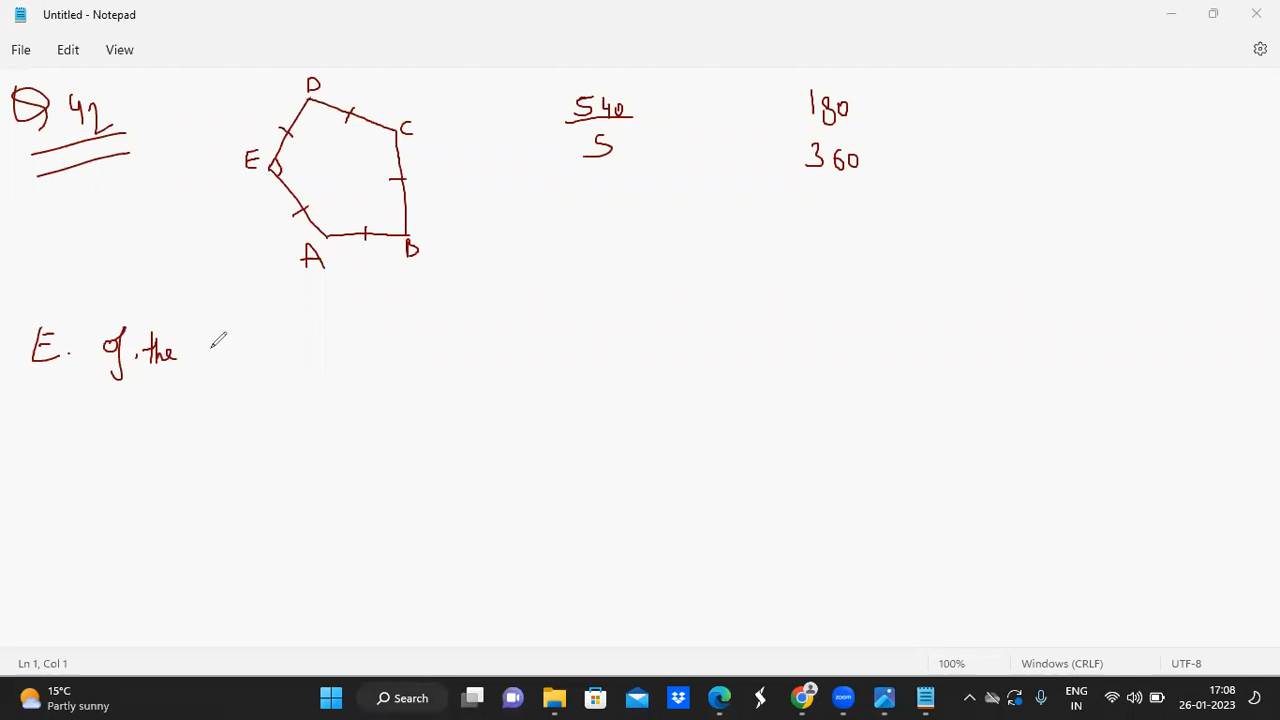 Untitled - Notepad
File Edit View
Q 42
D
C
E
A
B
540
5
180
360
E. of the
Ln 1, Col 1
100%
Windows (CRLF)
UTF-8
15°C
Partly sunny
Search
zoom
ENG
IN
17:08
26-01-2023